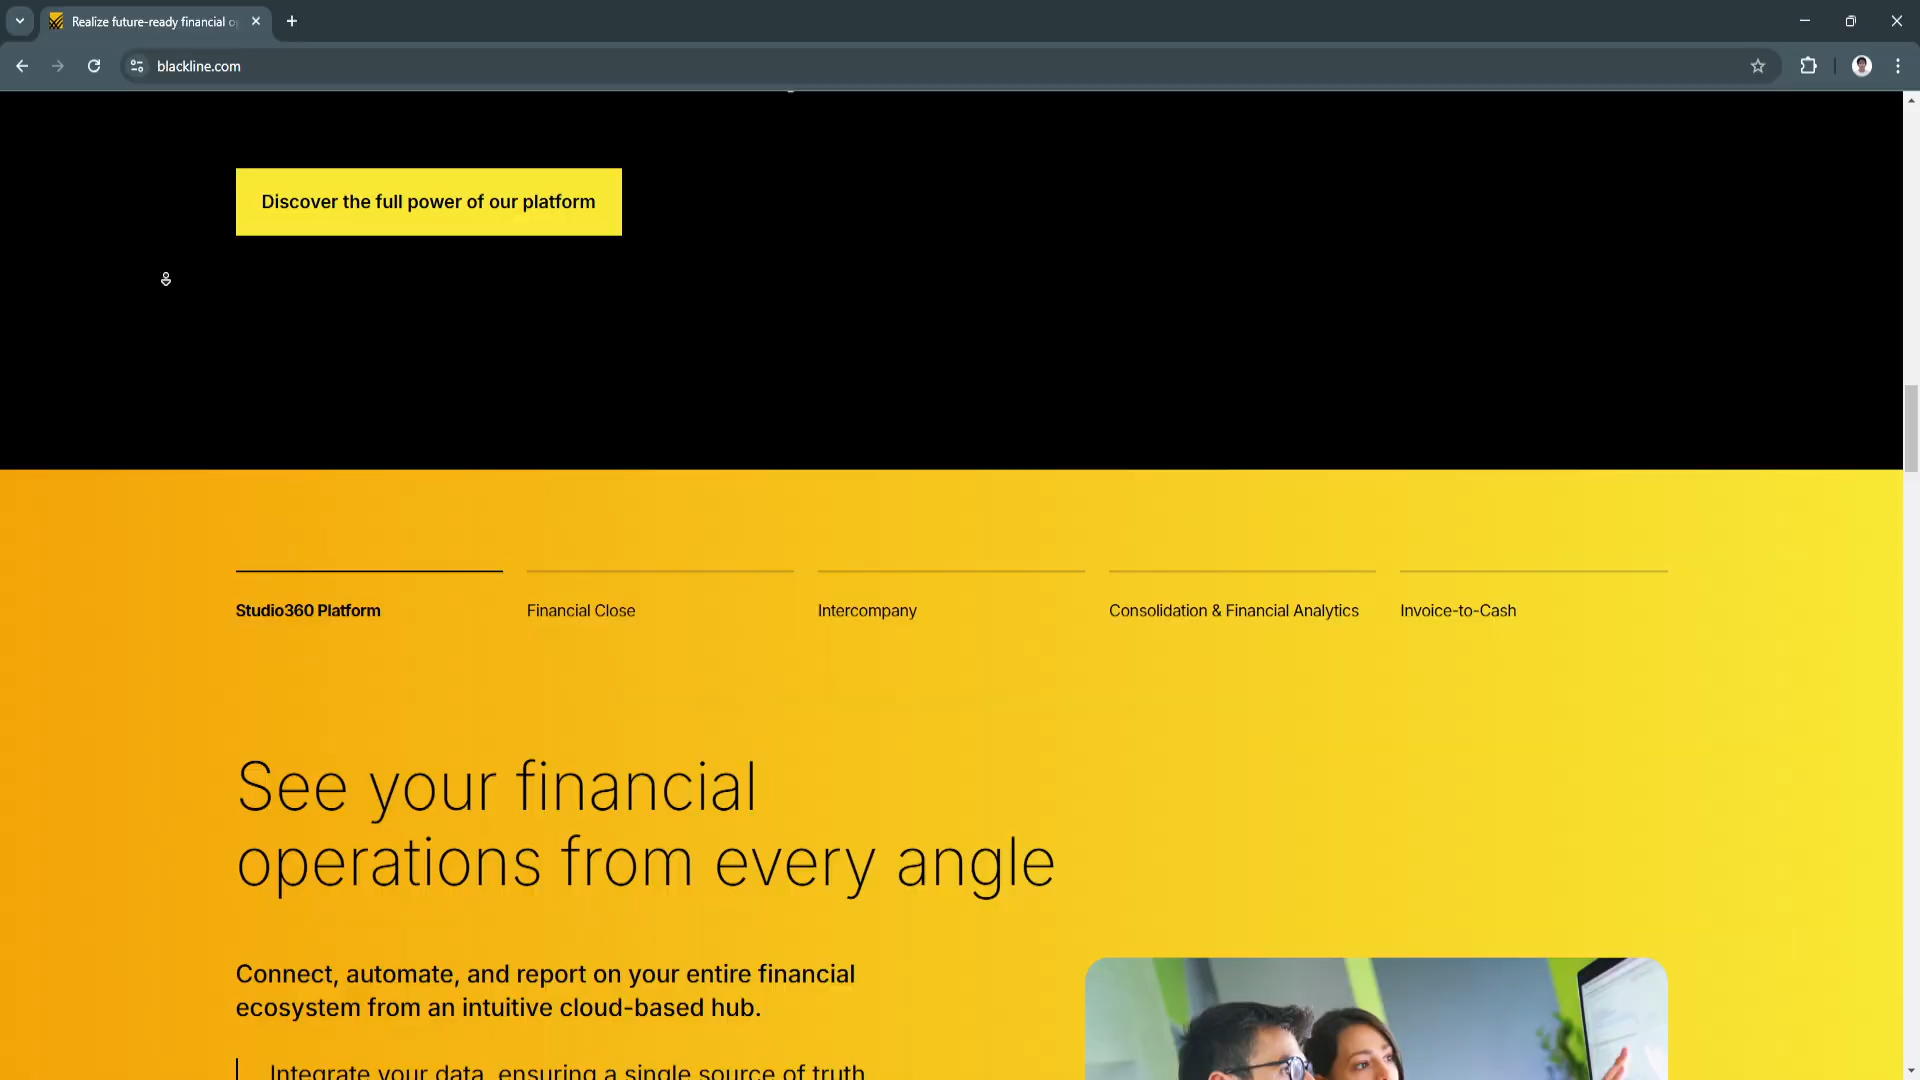 Realize future-ready financial o
blackline.com
Discover the full power of our platform
Studio360 Platform
Financial Close
Intercompany
Consolidation & Financial Analytics
Invoice-to-Cash
See your financial
operations from every angle
Connect, automate, and report on your entire financial
ecosystem from an intuitive cloud-based hub.
Integrate your data, ensuring a single source of truth